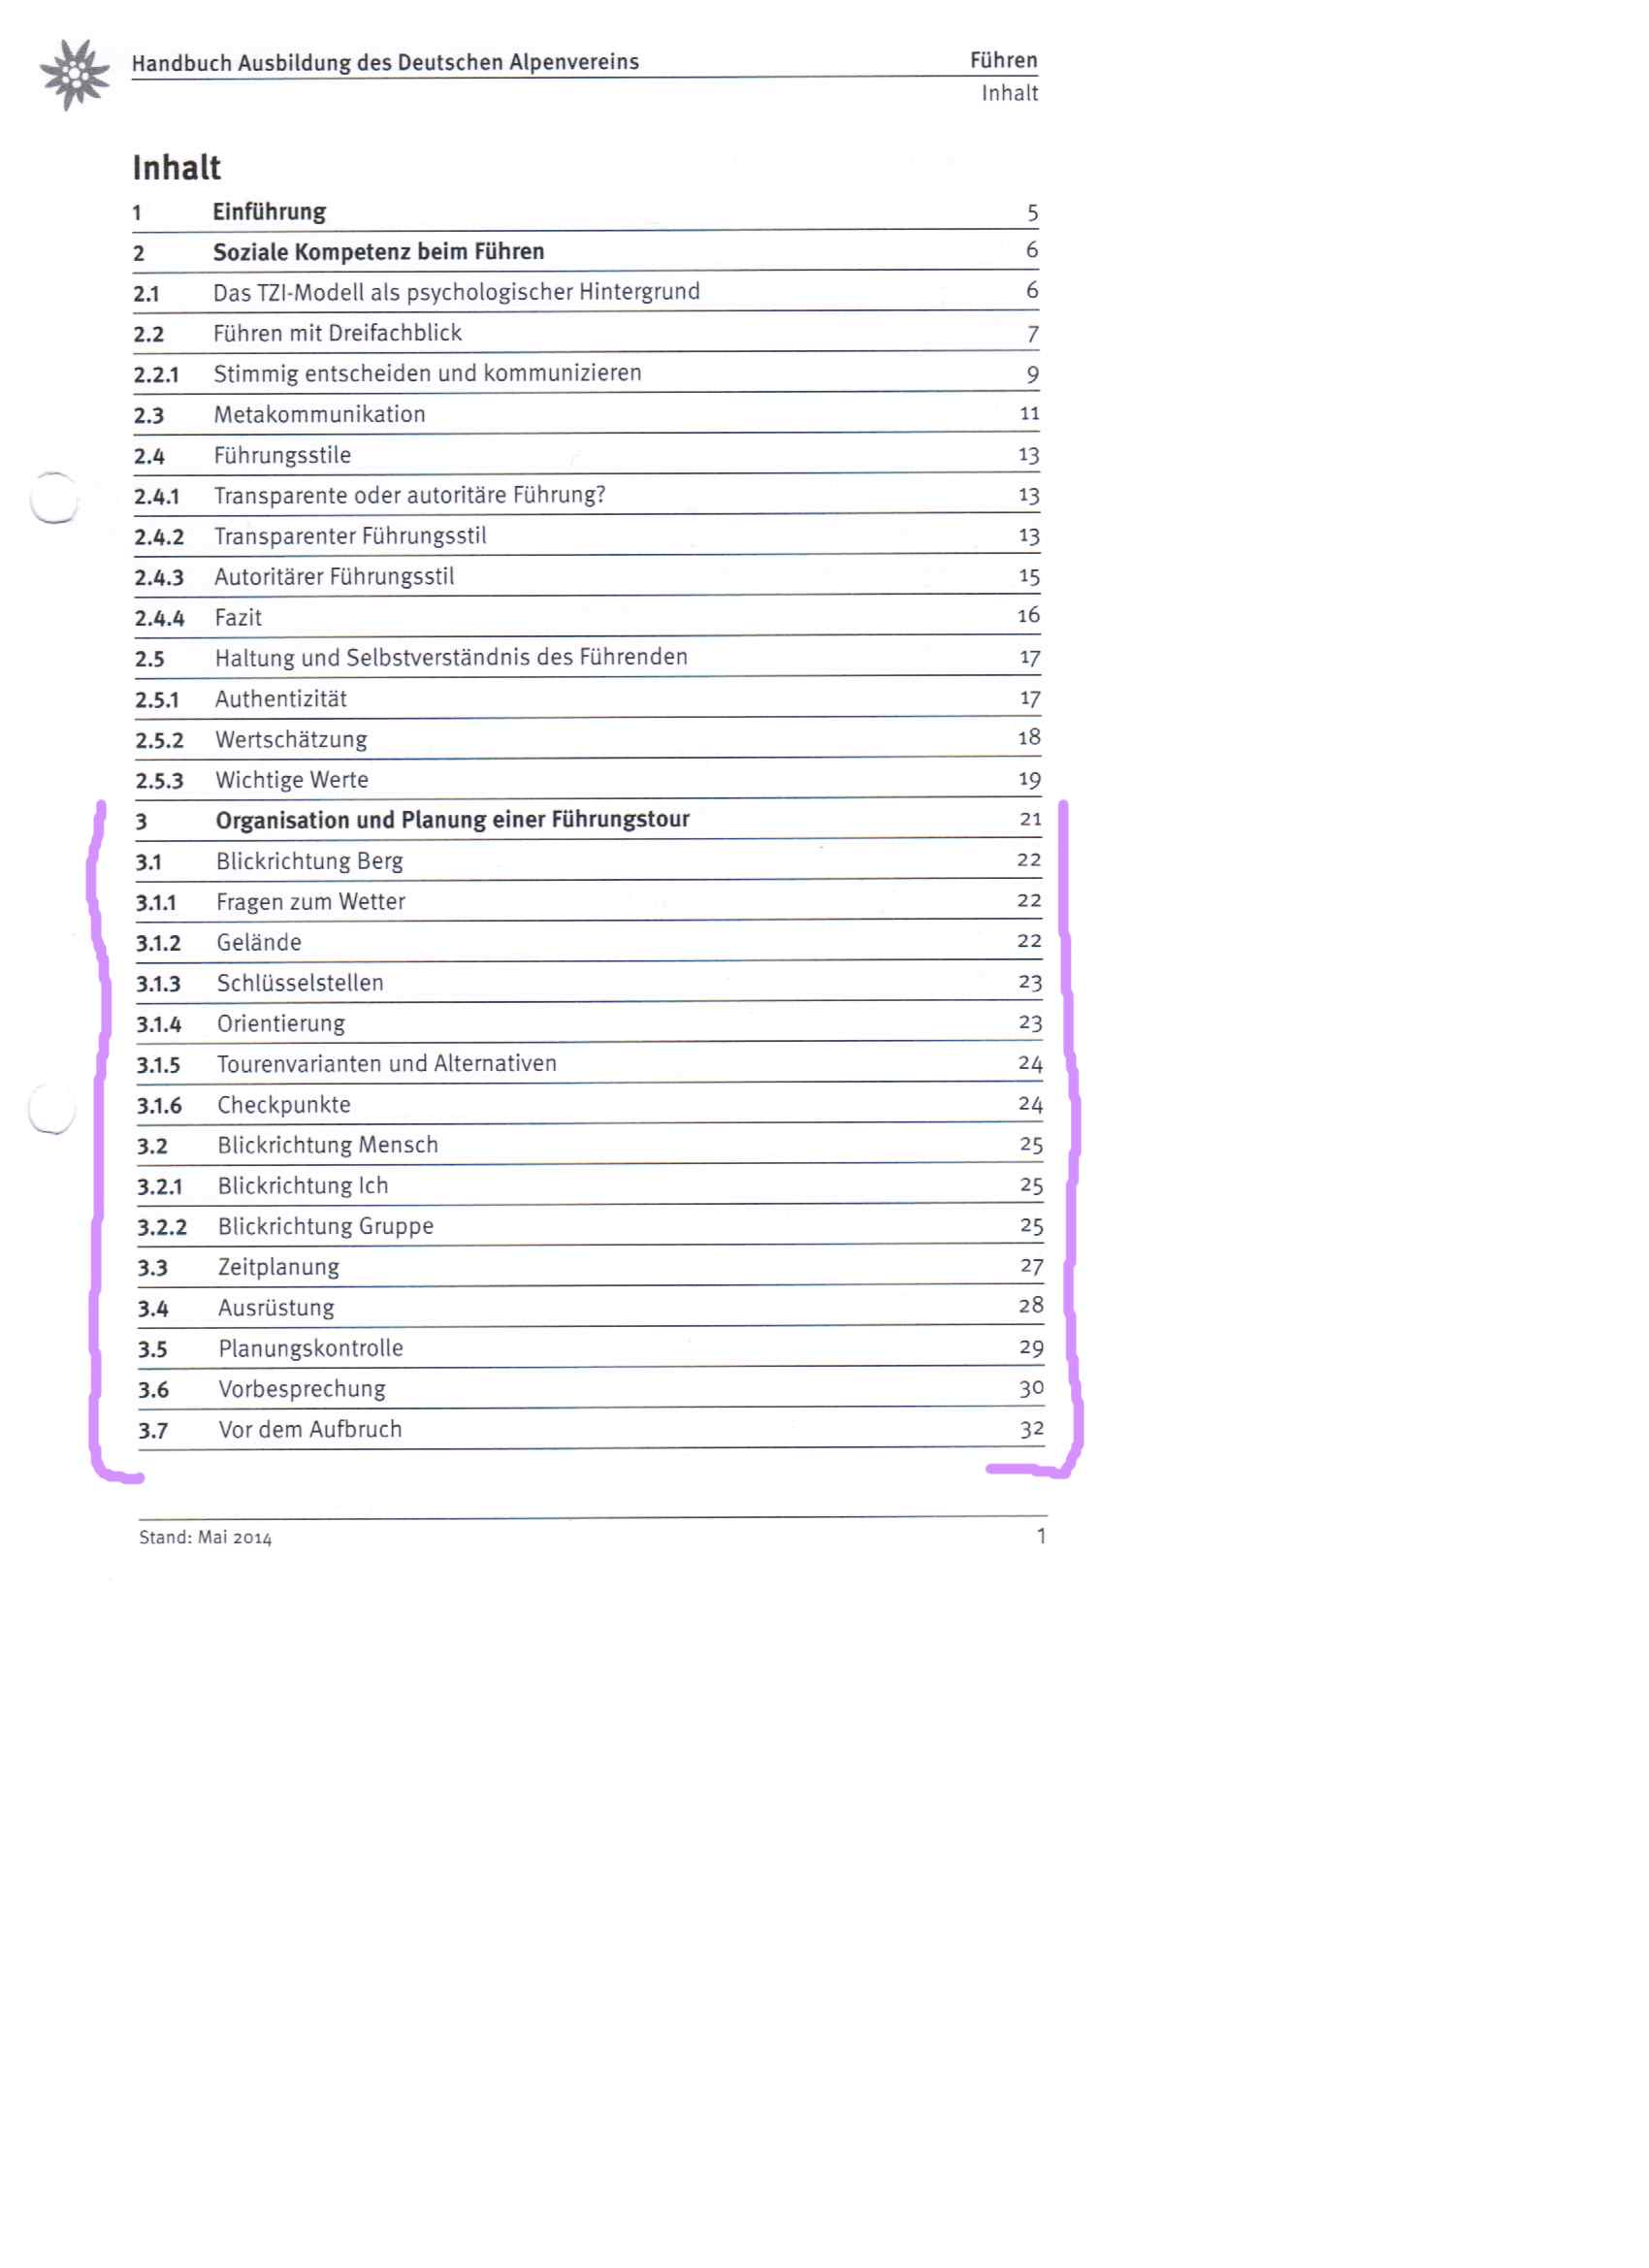 Handbuch Ausbildung des Deutschen Alpenvereins Führen
Inhalt
Inhalt
1 Einführung 5
2 Soziale Kompetenz beim Führen 6
2.1 Das TZI-Modell als psychologischer Hintergrund 6
2.2 Führen mit Dreifachblick 7
2.2.1 Stimmig entscheiden und kommunizieren 9
2.3 Metakommunikation 11
2.4 Führungsstile 13
2.4.1 Transparente oder autoritäre Führung? 13
2.4.2 Transparenter Führungsstil 13
2.4.3 Autoritärer Führungsstil 15
2.4.4 Fazit 16
2.5 Haltung und Selbstverständnis des Führenden 17
2.5.1 Authentizität 17
2.5.2 Wertschätzung 18
2.5.3 Wichtige Werte 19
3 Organisation und Planung einer Führungstour 21
3.1 Blickrichtung Berg 22
3.1.1 Fragen zum Wetter 22
3.1.2 Gelände 22
3.1.3 Schlüsselstellen 23
3.1.4 Orientierung 23
3.1.5 Tourenvarianten und Alternativen 24
3.1.6 Checkpunkte 24
3.2 Blickrichtung Mensch 25
3.2.1 Blickrichtung Ich 25
3.2.2 Blickrichtung Gruppe 25
3.3 Zeitplanung 27
3.4 Ausrüstung 28
3.5 Planungskontrolle 29
3.6 Vorbesprechung 30
3.7 Vor dem Aufbruch 32
Stand: Mai 2014 1